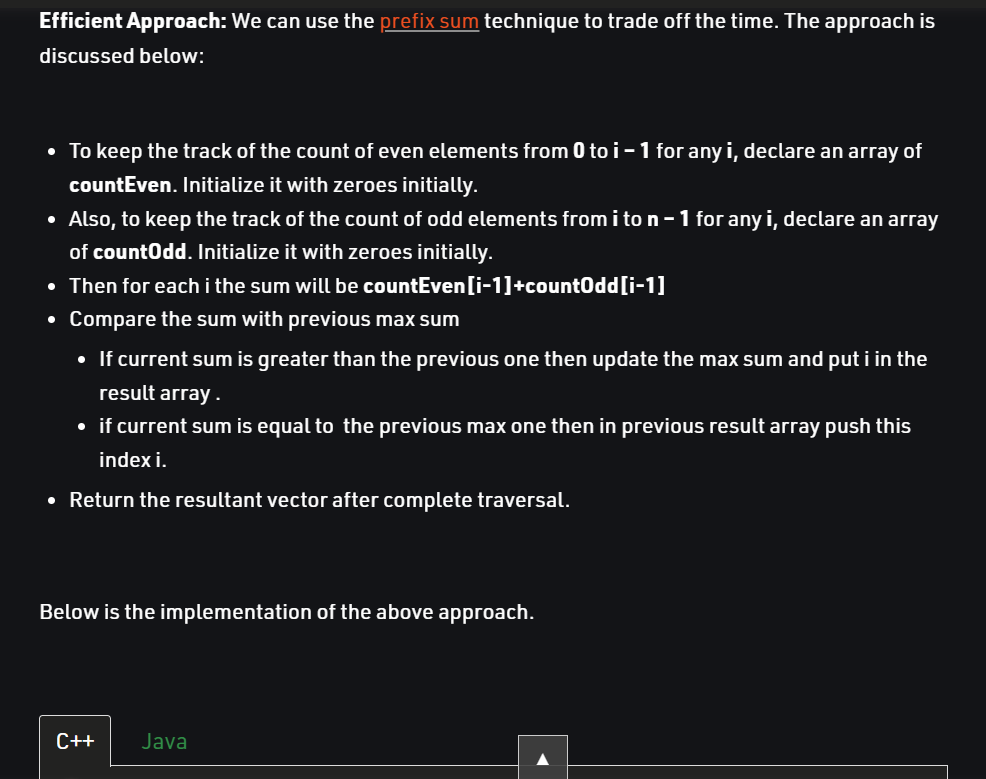 Efficient Approach: We can use the prefix sum technique to trade off the time. The approach is
discussed below:
• To keep the track of the count of even elements from 0 to i – 1 for any i, declare an array of
countEven. Initialize it with zeroes initially.
• Also, to keep the track of the count of odd elements from i to n – 1 for any i, declare an array
of countOdd. Initialize it with zeroes initially.
• Then for each i the sum will be countEven[i-1]+countOdd[i-1]
• Compare the sum with previous max sum
• If current sum is greater than the previous one then update the max sum and put i in the
result array .
• if current sum is equal to  the previous max one then in previous result array push this
index i.
• Return the resultant vector after complete traversal.
Below is the implementation of the above approach.
C++ Java